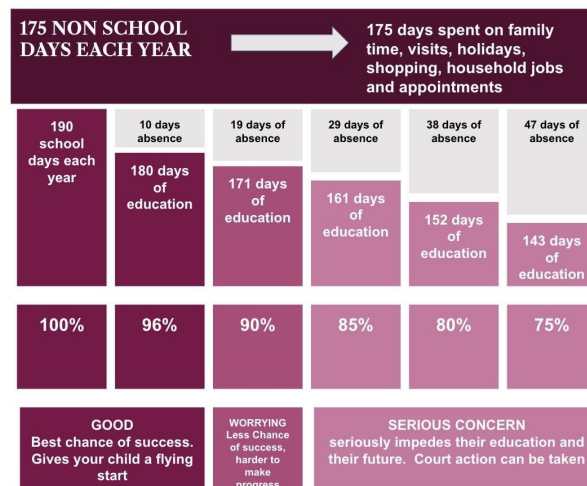 175 NON SCHOOL
DAYS EACH YEAR
175 days spent on family
time, visits, holidays,
shopping, household jobs
and appointments
190
school
days each
year
10 days
absence
180 days
of
education
19 days of
absence
171 days
of
education
29 days of
absence
161 days
of
education
38 days of
absence
152 days
of
education
47 days
of absence
143 days
of
education
100%
96%
90%
85%
80%
75%
GOOD
Best chance of success.
Gives your child a flying
start
WORRYING
Less Chance
of success,
harder to
make
progress
SERIOUS CONCERN
seriously impedes their education and
their future. Court action can be taken